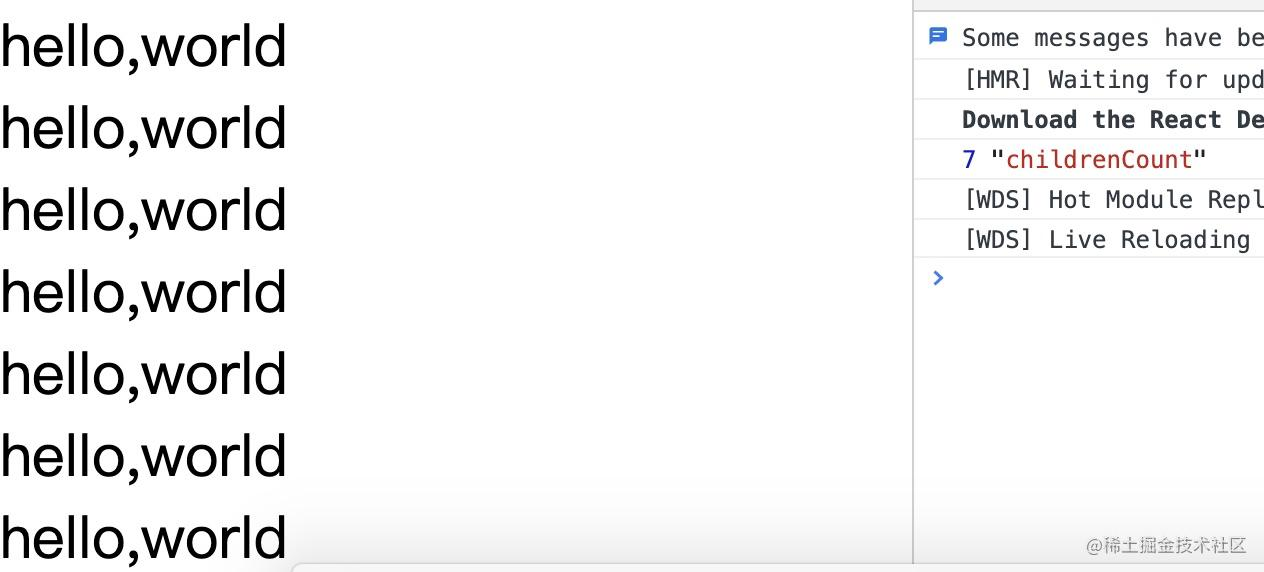 hello,world
hello,world
hello,world
hello,world
hello,world
hello,world
hello,world
Some messages have be
[HMR] Waiting for upd
Download the React De
7 "childrenCount"
[WDS] Hot Module Repl
[WDS] Live Reloading
@稀土掘金技术社区